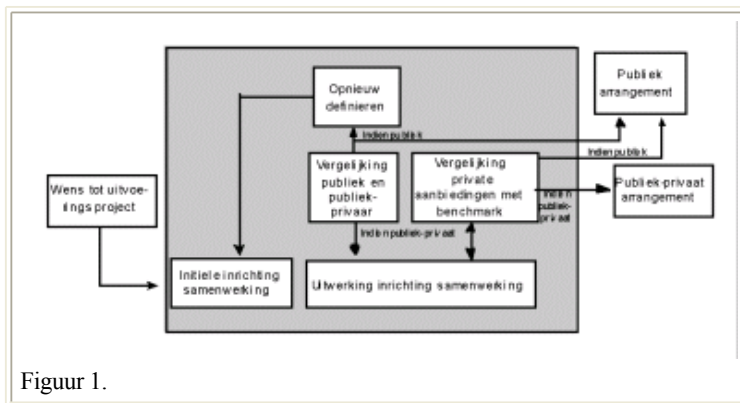 Opnieuw
definieren
Publiek
arrangement
Indien publiek
Indien publiek
Vergelijking
publiek en
publiek-
privaar
Vergelijking
private
aanbiedingen met
benchmark
Indien
publiek-
privaat
Publiek-privaat
arrangement
Wens tot uitvoe-
rings project
Indien publiek-privaat
Initiele inrichting
samenwerking
Uitwerking inrichting samenwerking
Figuur 1.